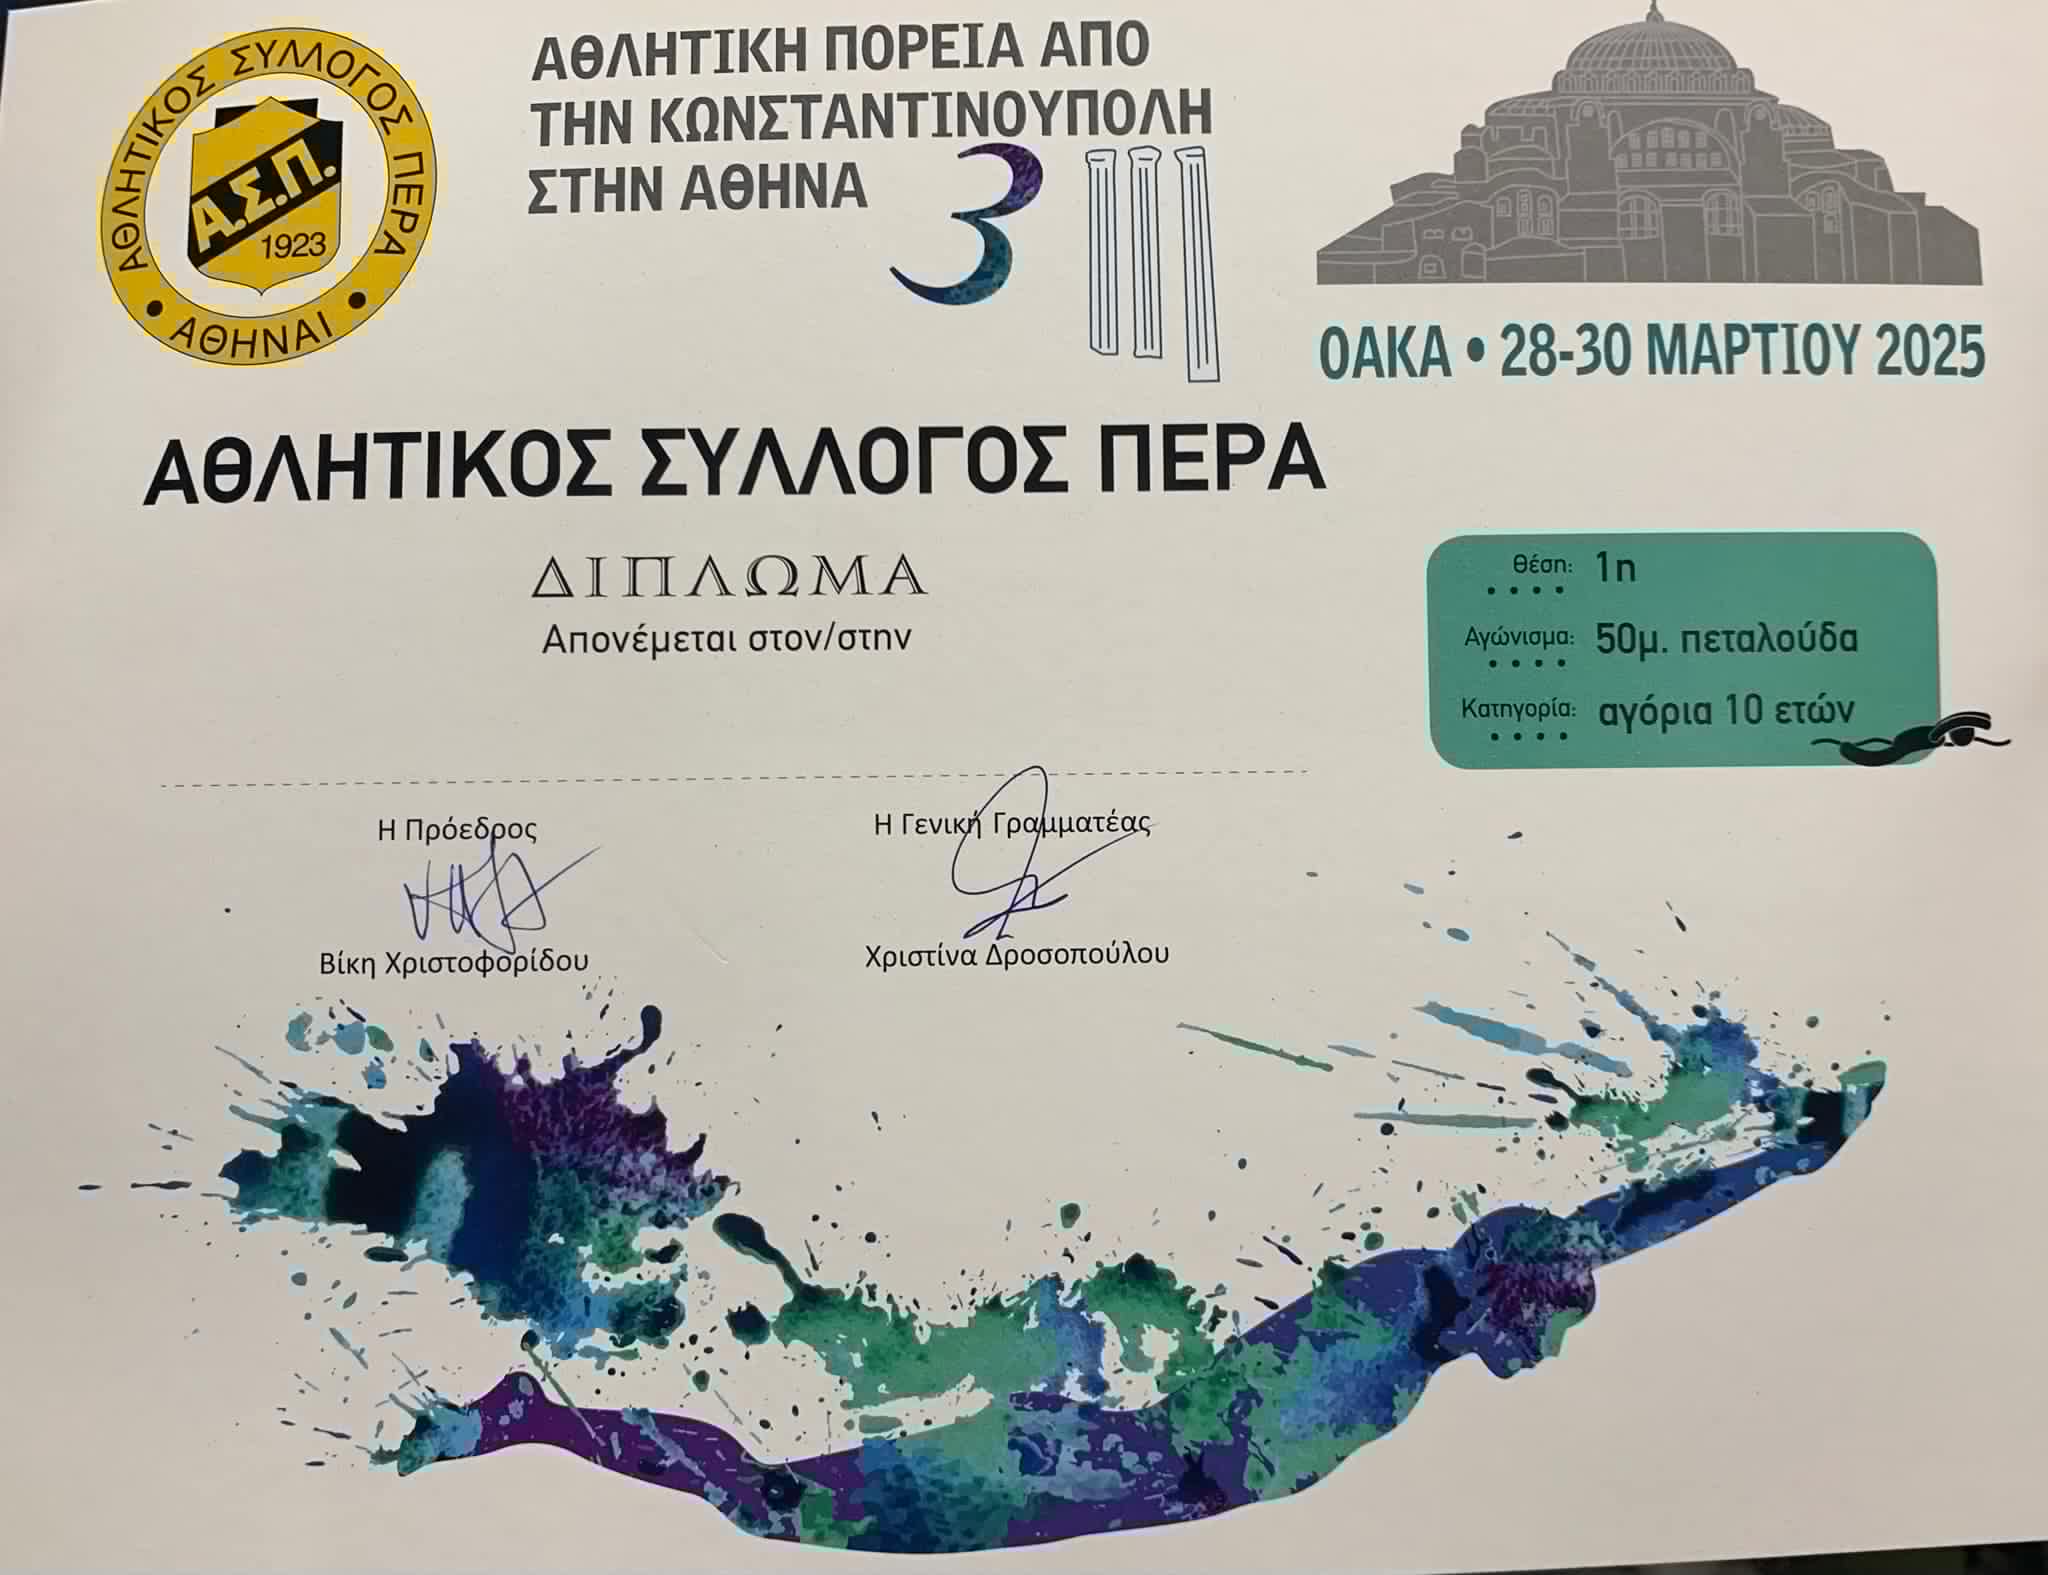 ΑΘΛΗΤΙΚΟΣ ΣΥΛΛΟΓΟΣ ΠΕΡΑ
Α.Σ.Π.
1923
• ΑΘΗΝΑΙ •
ΑΘΛΗΤΙΚΗ ΠΟΡΕΙΑ ΑΠΟ
ΤΗΝ ΚΩΝΣΤΑΝΤΙΝΟΥΠΟΛΗ
ΣΤΗΝ ΑΘΗΝΑ
3
ΟΑΚΑ • 28-30 ΜΑΡΤΙΟΥ 2025
ΑΘΛΗΤΙΚΟΣ ΣΥΛΛΟΓΟΣ ΠΕΡΑ
ΔΙΠΛΩΜΑ
Απονέμεται στον/στην
Θέση: 1η
Αγώνισμα: 50μ. πεταλούδα
Κατηγορία: αγόρια 10 ετών
Η Πρόεδρος
Βίκη Χριστοφορίδου
Η Γενική Γραμματέας
Χριστίνα Δροσοπούλου